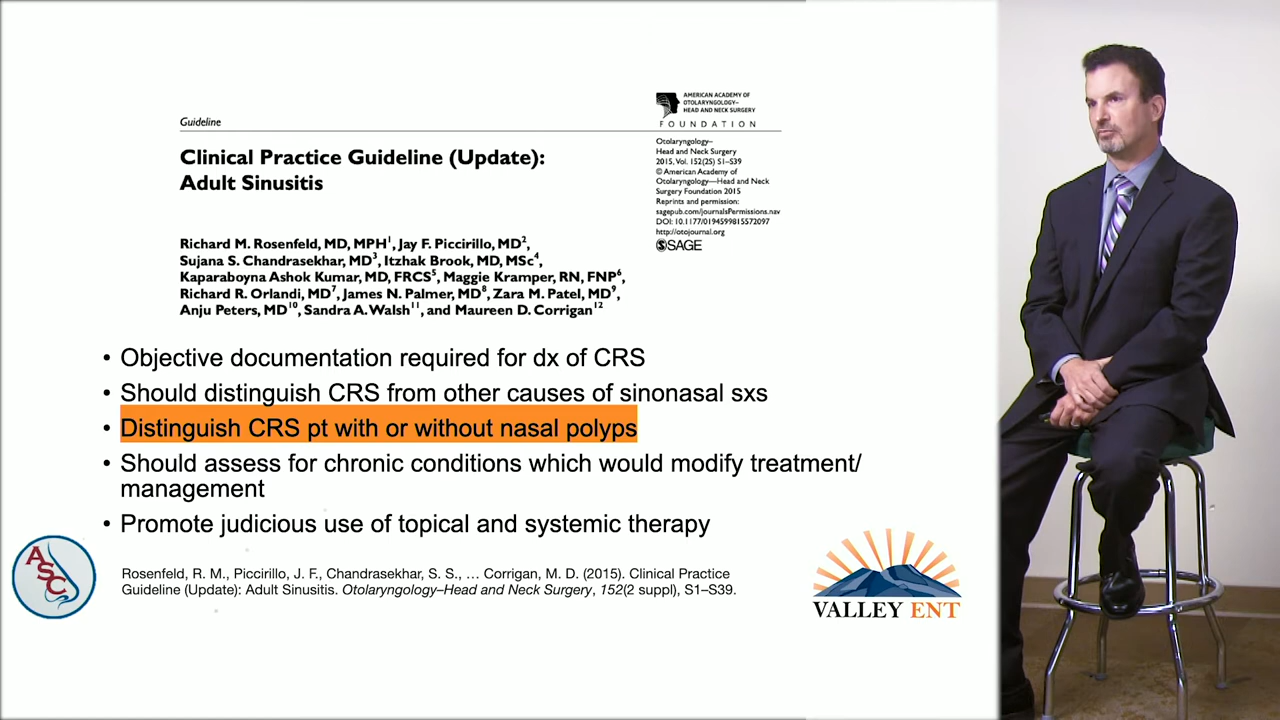 Guideline
AMERICAN ACADEMY OF
OTOLARYNGOLOGY–
HEAD AND NECK SURGERY
FOUNDATION
Clinical Practice Guideline (Update):
Adult Sinusitis
Otolaryngology–
Head and Neck Surgery
2015, Vol. 152(2S) S1–S39
© American Academy of
Otolaryngology—Head and Neck
Surgery Foundation 2015
Reprints and permission:
sagepub.com/journalsPermissions.nav
DOI: 10.1177/0194599815572097
http://otojournal.org
SAGE
Richard M. Rosenfeld, MD, MPH¹, Jay F. Piccirillo, MD²,
Sujana S. Chandrasekhar, MD³, Itzhak Brook, MD, MSc⁴,
Kaparaboyna Ashok Kumar, MD, FRCS⁵, Maggie Kramper, RN, FNP⁶,
Richard R. Orlandi, MD⁷, James N. Palmer, MD⁸, Zara M. Patel, MD⁹,
Anju Peters, MD¹⁰, Sandra A. Walsh¹¹, and Maureen D. Corrigan¹²
• Objective documentation required for dx of CRS
• Should distinguish CRS from other causes of sinonasal sxs
• Distinguish CRS pt with or without nasal polyps
• Should assess for chronic conditions which would modify treatment/
management
• Promote judicious use of topical and systemic therapy
ASC
Rosenfeld, R. M., Piccirillo, J. F., Chandrasekhar, S. S., … Corrigan, M. D. (2015). Clinical Practice
Guideline (Update): Adult Sinusitis. Otolaryngology–Head and Neck Surgery, 152(2 suppl), S1–S39.
VALLEY ENT